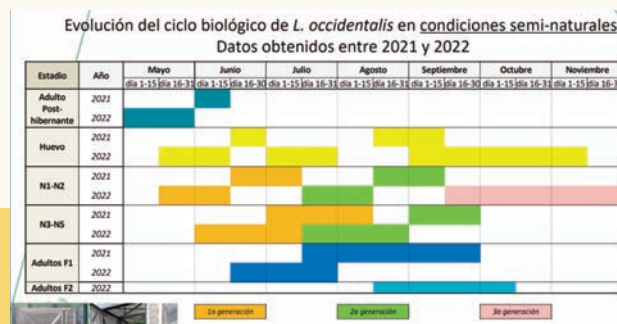 Evolución del ciclo biológico de L. occidentalis en condiciones semi-naturales
Datos obtenidos entre 2021 y 2022
Estadio Año Mayo Junio Julio Agosto Septiembre Octubre Noviembre
día 1-15 día 16-31 día 1-15 día 16-30 día 1-15 día 16-31 día 1-15 día 16-31 día 1-15 día 16-30 día 1-15 día 16-31 día 1-15 día 16-3
Adulto Post-hibernante 2021
2022
Huevo 2021
2022
N1-N2 2021
2022
N3-N5 2021
2022
Adultos F1 2021
2022
Adultos F2 2022
1a generación 2a generación 3a generación